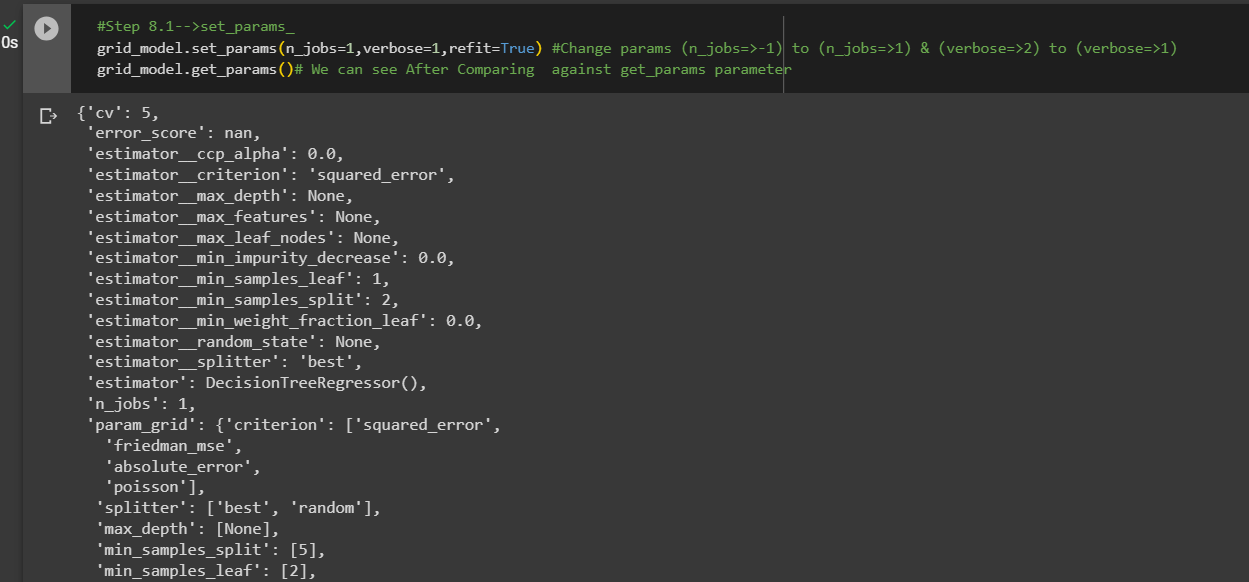 0s
#Step 8.1-->set_params_
grid_model.set_params(n_jobs=1,verbose=1,refit=True) #Change params (n_jobs=>-1) to (n_jobs=>1) & (verbose=>2) to (verbose=>1)
grid_model.get_params()# We can see After Comparing  against get_params parameter
{'cv': 5,
 'error_score': nan,
 'estimator__ccp_alpha': 0.0,
 'estimator__criterion': 'squared_error',
 'estimator__max_depth': None,
 'estimator__max_features': None,
 'estimator__max_leaf_nodes': None,
 'estimator__min_impurity_decrease': 0.0,
 'estimator__min_samples_leaf': 1,
 'estimator__min_samples_split': 2,
 'estimator__min_weight_fraction_leaf': 0.0,
 'estimator__random_state': None,
 'estimator__splitter': 'best',
 'estimator': DecisionTreeRegressor(),
 'n_jobs': 1,
 'param_grid': {'criterion': ['squared_error',
   'friedman_mse',
   'absolute_error',
   'poisson'],
  'splitter': ['best', 'random'],
  'max_depth': [None],
  'min_samples_split': [5],
  'min_samples_leaf': [2],